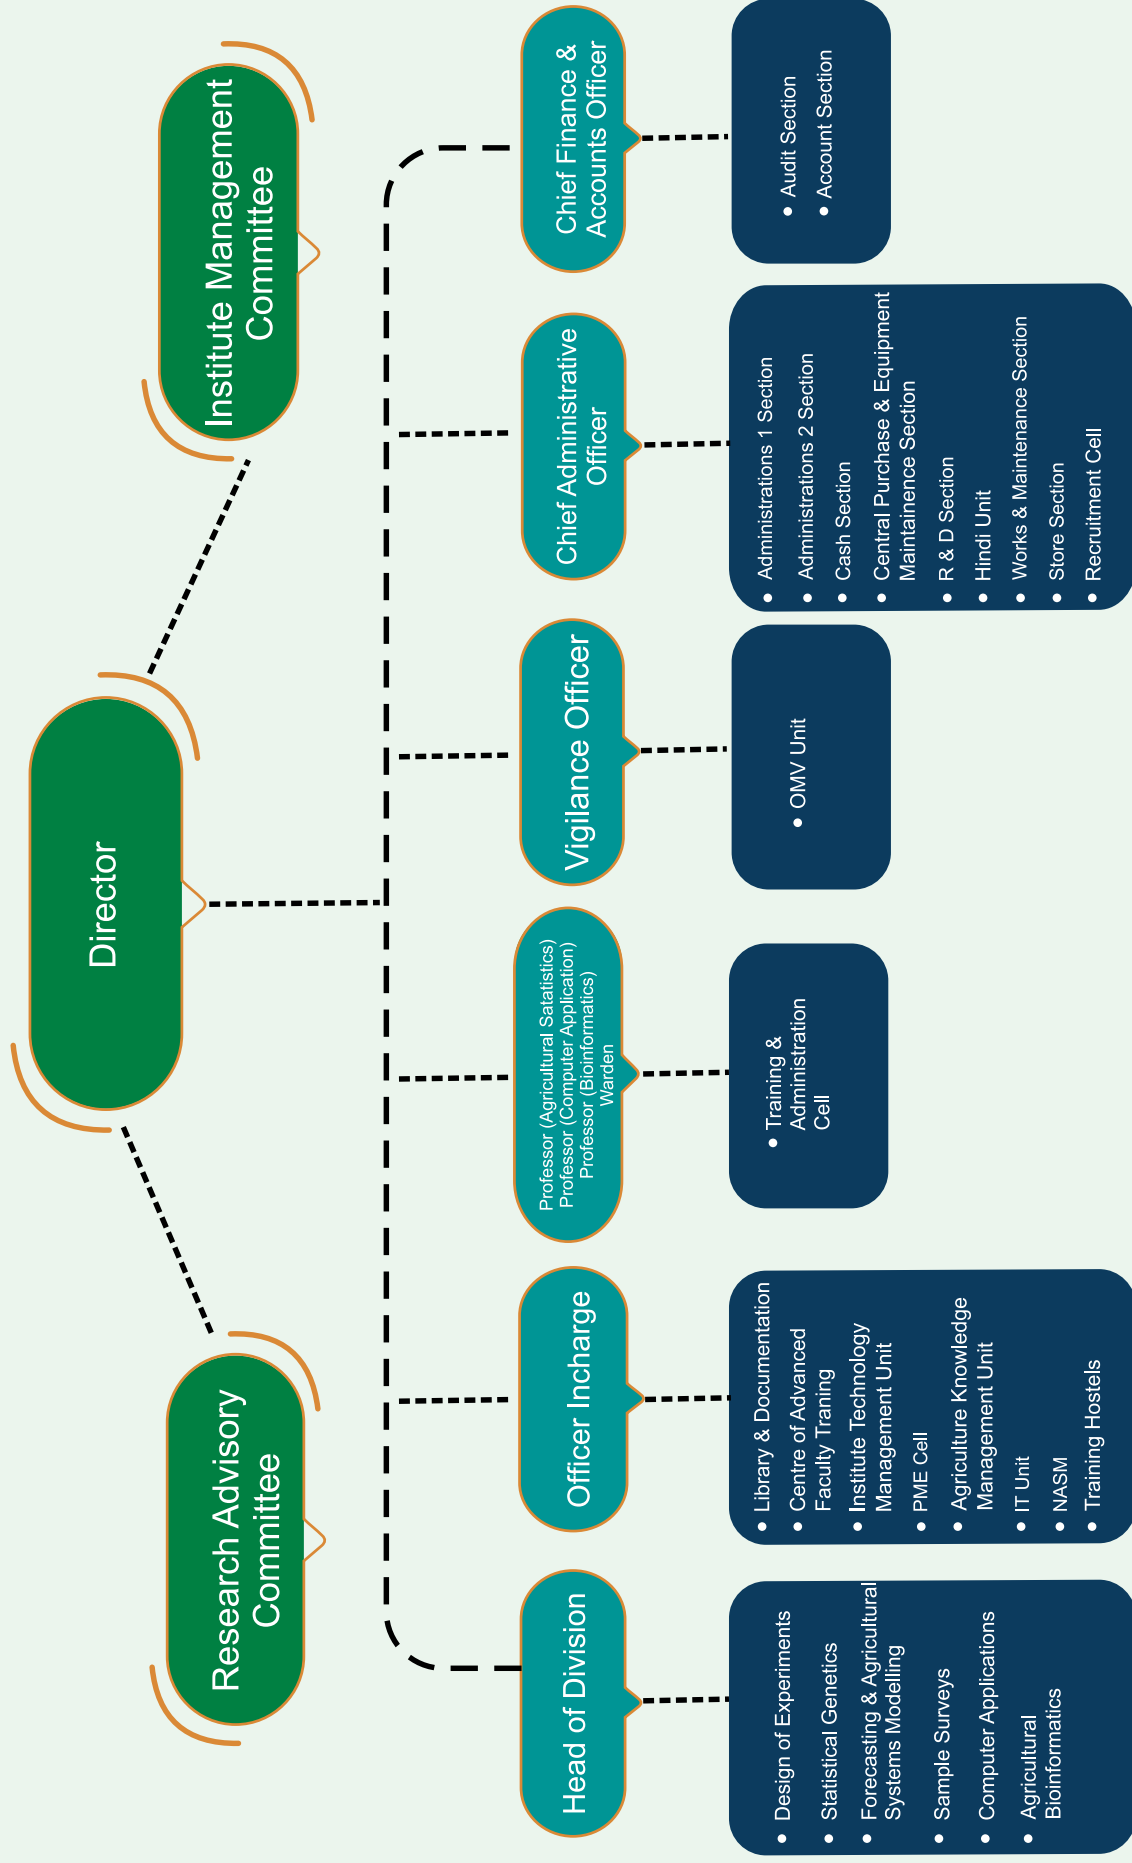 Director
Research Advisory
Committee
Institute Management
Committee
Head of Division
Officer Incharge
Professor (Agricultural Satatistics)
Professor (Computer Application)
Professor (Bioinformatics)
Warden
Vigilance Officer
Chief Administrative
Officer
Chief Finance &
Accounts Officer
• Design of Experiments
• Statistical Genetics
• Forecasting & Agricultural
Systems Modelling
• Sample Surveys
• Computer Applications
• Agricultural
Bioinformatics
• Library & Documentation
• Centre of Advanced
Faculty Traning
• Institute Technology
Management Unit
• PME Cell
• Agriculture Knowledge
Management Unit
• IT Unit
• NASM
• Training Hostels
• Training &
Administration
Cell
• OMV Unit
• Administrations 1 Section
• Administrations 2 Section
• Cash Section
• Central Purchase & Equipment
Maintainence Section
• R & D Section
• Hindi Unit
• Works & Maintenance Section
• Store Section
• Recruitment Cell
• Audit Section
• Account Section